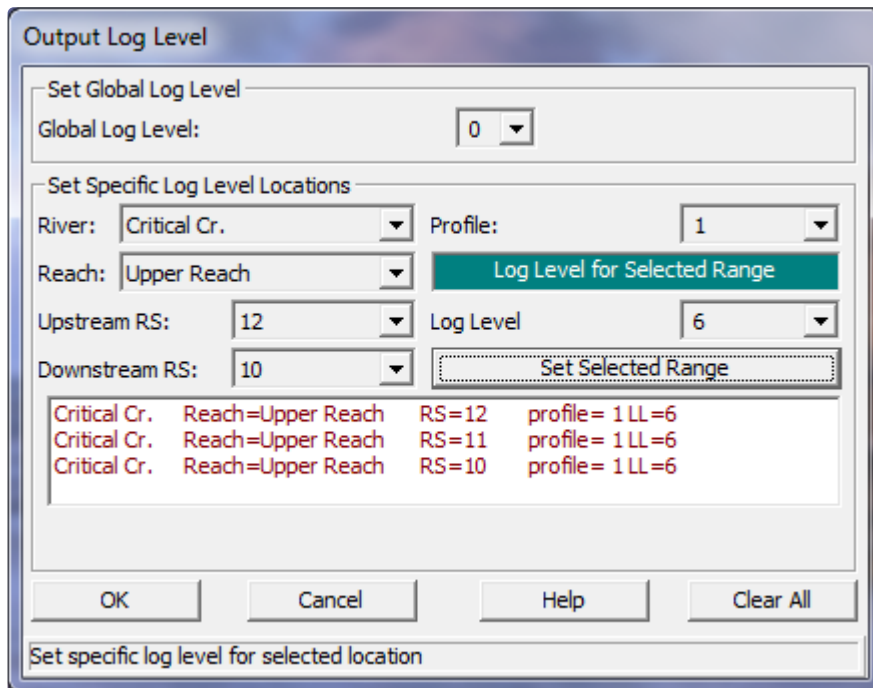 Output Log Level
Set Global Log Level
Global Log Level: 0
Set Specific Log Level Locations
River: Critical Cr. Profile: 1
Reach: Upper Reach Log Level for Selected Range
Upstream RS: 12 Log Level 6
Downstream RS: 10 Set Selected Range
Critical Cr. Reach=Upper Reach RS=12 profile= 1 LL=6
Critical Cr. Reach=Upper Reach RS=11 profile= 1 LL=6
Critical Cr. Reach=Upper Reach RS=10 profile= 1 LL=6
OK Cancel Help Clear All
Set specific log level for selected location